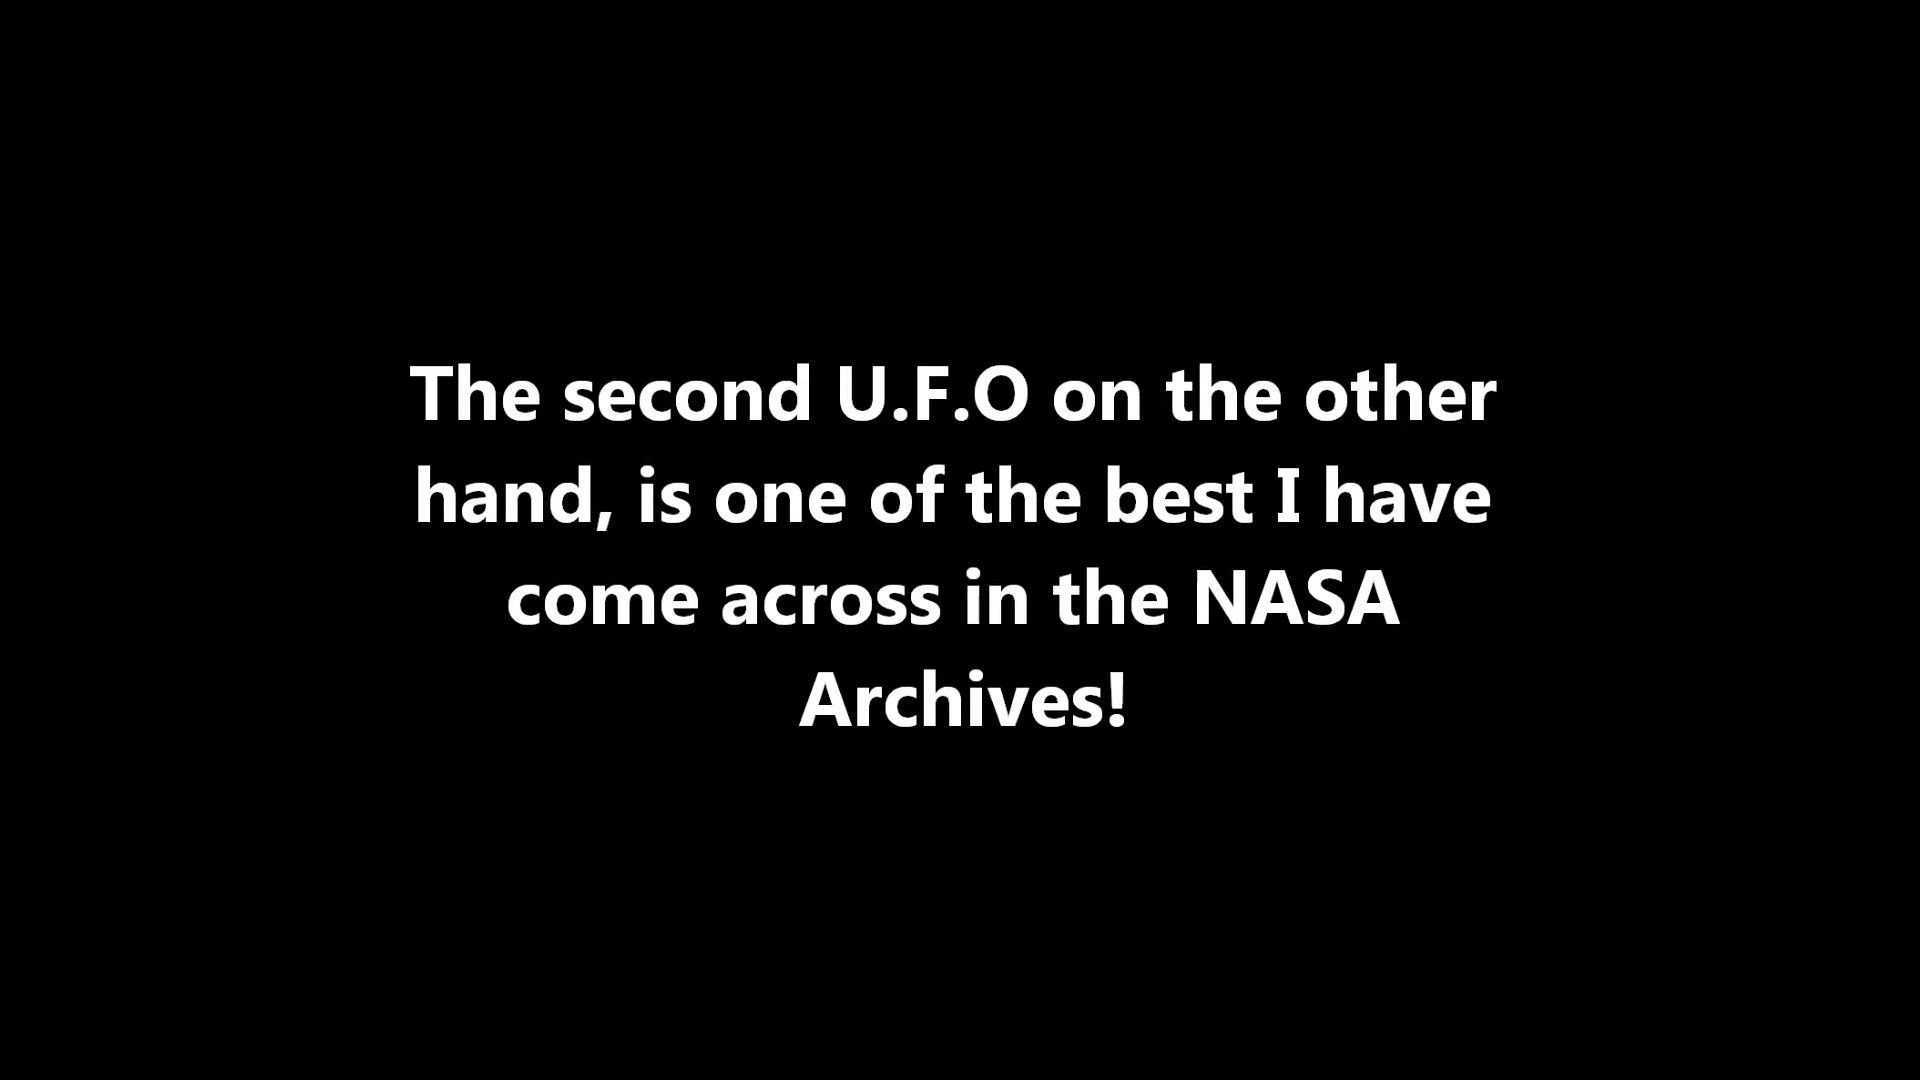 The second U.F.O on the other
hand, is one of the best I have
come across in the NASA
Archives!